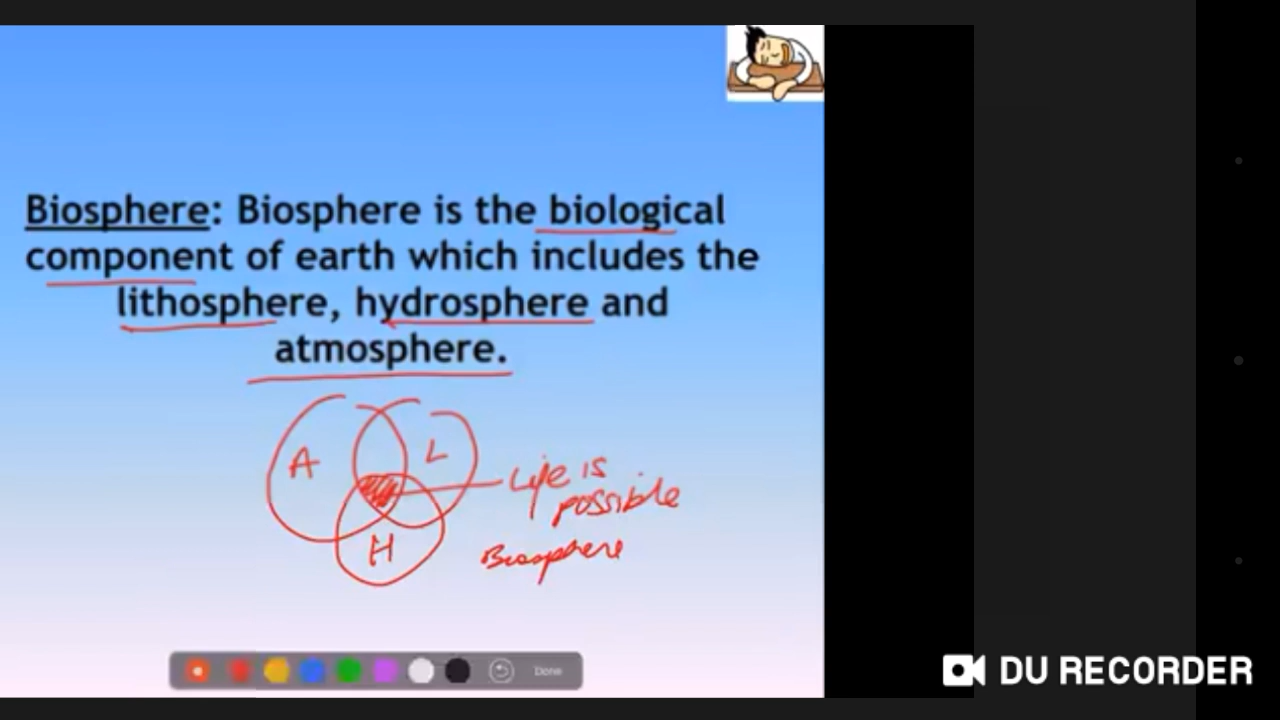 Biosphere: Biosphere is the biological
component of earth which includes the
lithosphere, hydrosphere and
atmosphere.
A
L
Life is
possible
H
Biosphere
Done
DU RECORDER